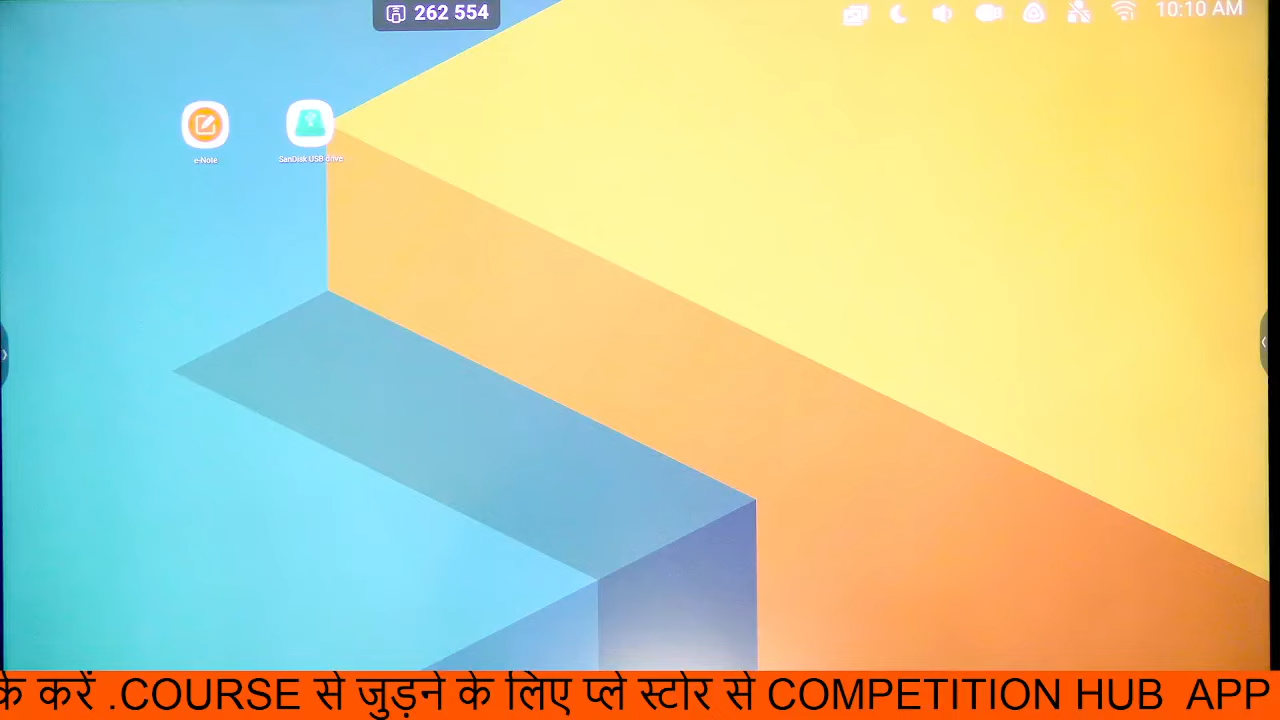 262 554
10:10 AM
e-Note
SanDisk USB drive
के करें .COURSE से जुड़ने के लिए प्ले स्टोर से COMPETITION HUB APP